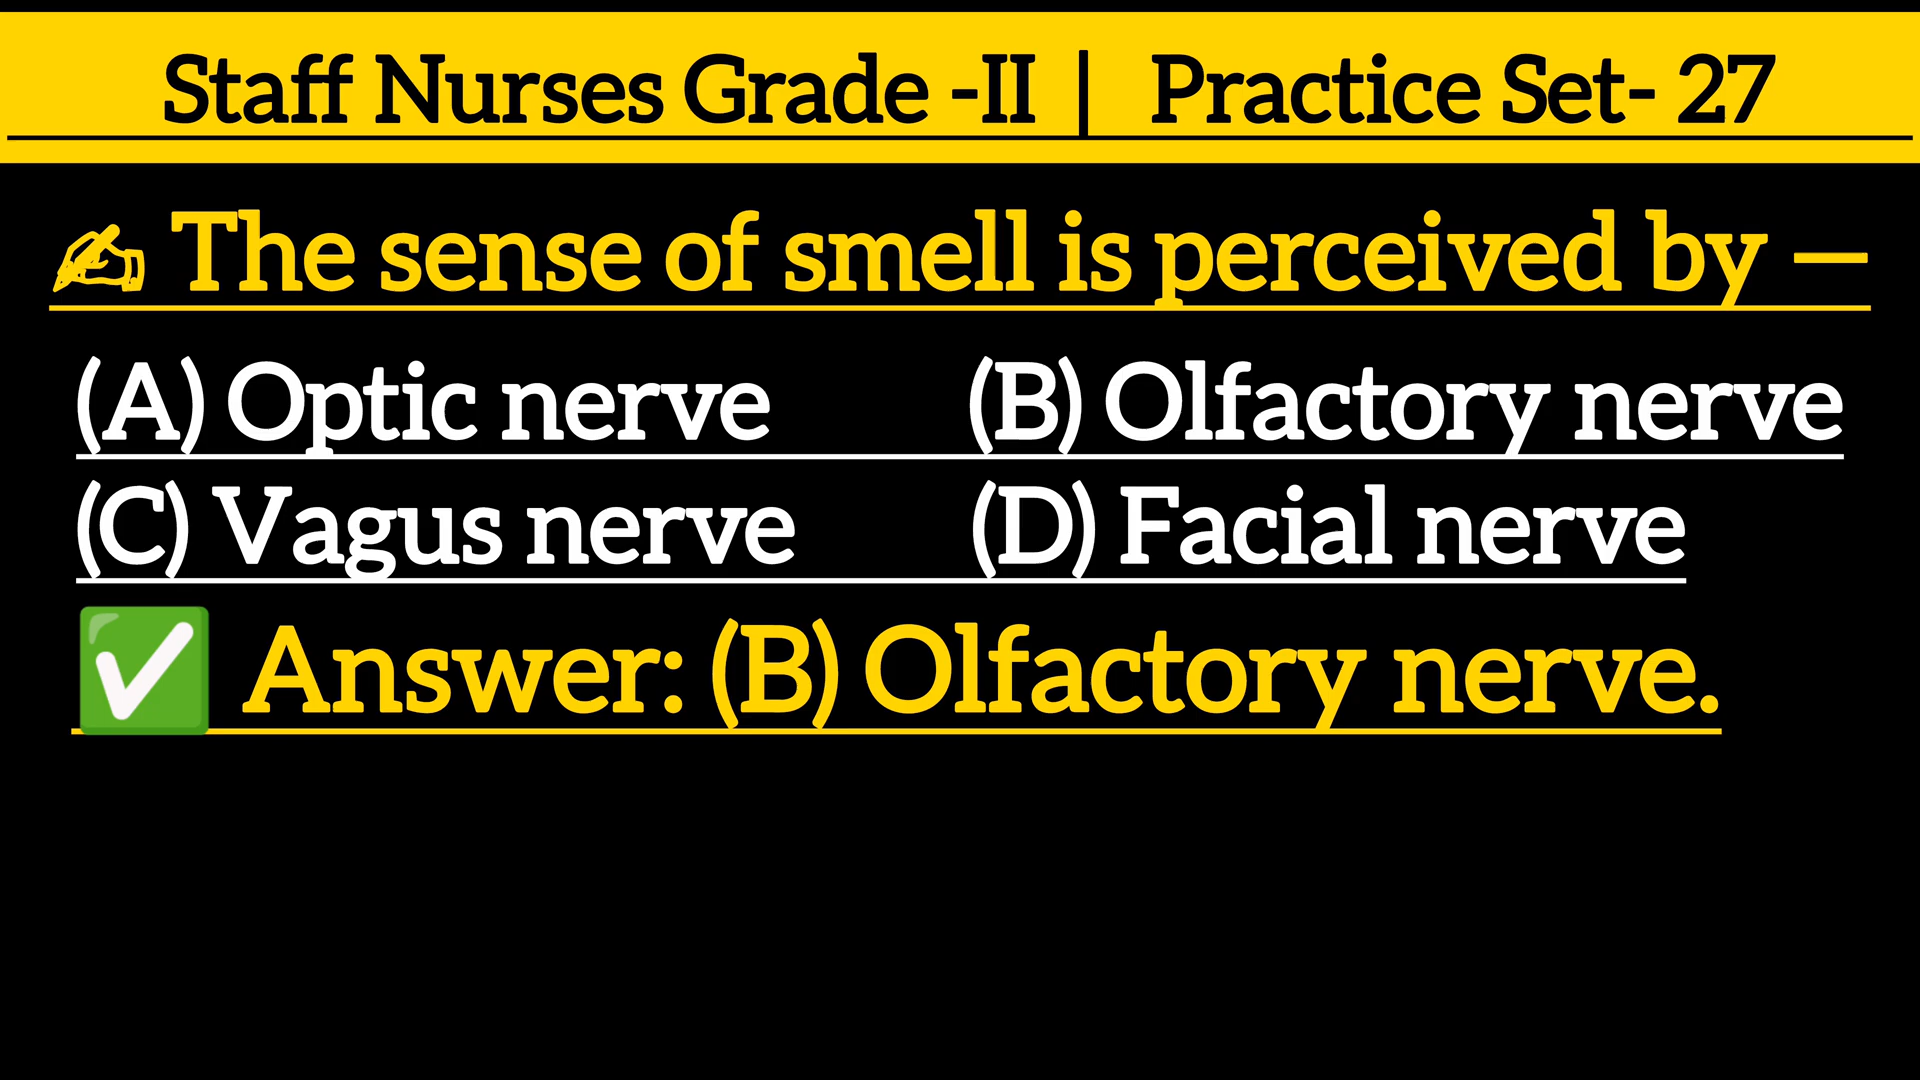 Staff Nurses Grade -II | Practice Set- 27
✍ The sense of smell is perceived by —
(A) Optic nerve (B) Olfactory nerve
(C) Vagus nerve (D) Facial nerve
✅ Answer: (B) Olfactory nerve.